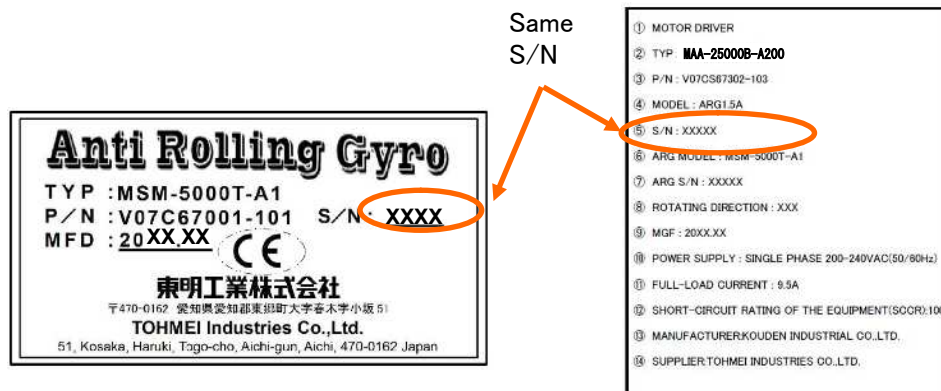 Same
S/N
Anti Rolling Gyro
TYP :MSM-5000T-A1
P/N :V07C67001-101 S/N: XXXX
MFD :20XX.XX
CE
東明工業株式会社
〒470-0162 愛知県愛知郡東郷町大字春木字小坂 51
TOHMEI Industries Co.,Ltd.
51, Kosaka, Haruki, Togo-cho, Aichi-gun, Aichi, 470-0162 Japan
① MOTOR DRIVER
② TYP: MAA-25000B-A200
③ P/N : V07CS67302-103
④ MODEL : ARG1.5A
⑤ S/N : XXXXX
⑥ ARG MODEL : MSM-5000T-A1
⑦ ARG S/N : XXXXX
⑧ ROTATING DIRECTION : XXX
⑨ MGF : 20XX.XX
⑩ POWER SUPPLY : SINGLE PHASE 200-240VAC(50/60Hz)
⑪ FULL-LOAD CURRENT : 9.5A
⑫ SHORT-CIRCUIT RATING OF THE EQUIPMENT(SCCR):
⑬ MANUFACTURER:KOUDEN INDUSTRIAL CO.,LTD.
⑭ SUPPLIER:TOHMEI INDUSTRIES CO.,LTD.